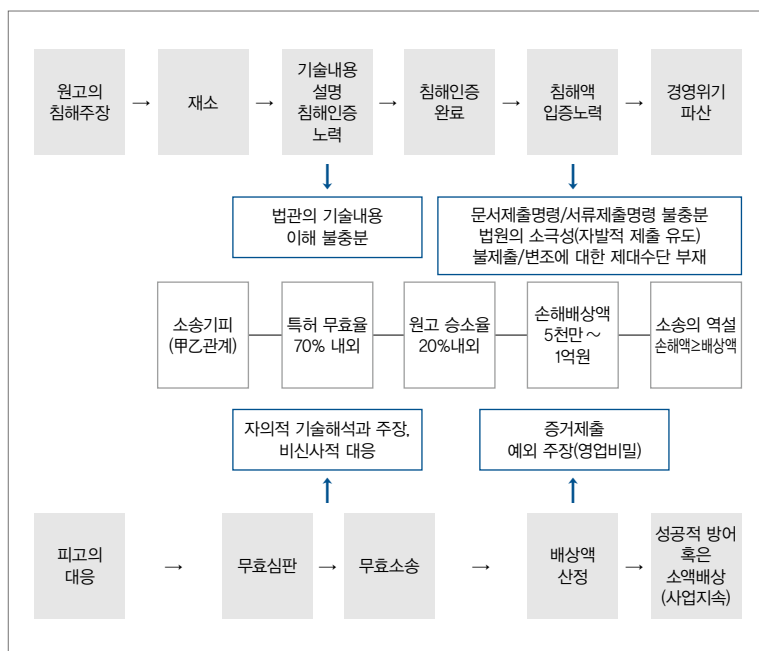 원고의
침해주장
→
재소
→
기술내용
설명
침해인증
노력
→
침해인증
완료
→
침해액
입증노력
→
경영위기
파산
법관의 기술내용
이해 불충분
문서제출명령/서류제출명령 불충분
법원의 소극성(자발적 제출 유도)
불제출/변조에 대한 제대수단 부재
소송기피
(甲乙관계)
특허 무효율
70% 내외
원고 승소율
20%내외
손해배상액
5천만～
1억원
소송의 역설
손해액≥배상액
자의적 기술해석과 주장,
비신사적 대응
증거제출
예외 주장(영업비밀)
피고의
대응
→
무효심판
→
무효소송
→
배상액
산정
→
성공적 방어
혹은
소액배상
(사업지속)